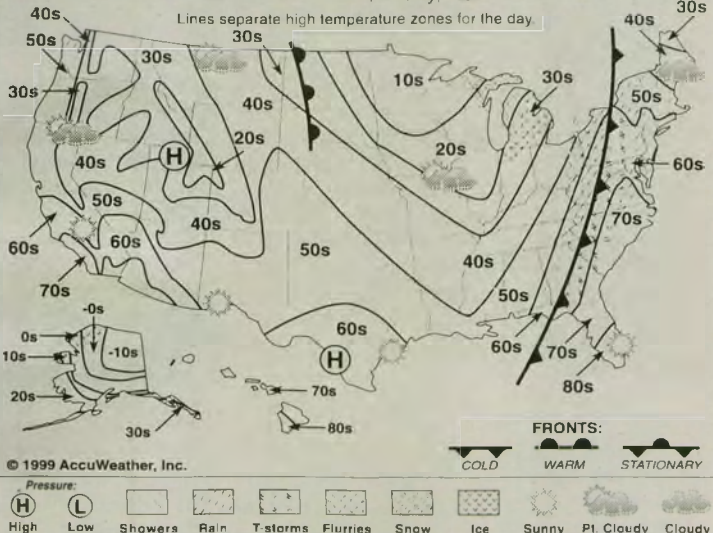 Lines separate high temperature zones for the day.
40s
50s
30s
30s
30s
40s
10s
30s
20s
40s
30s
50s
60s
H
20s
40s
50s
40s
60s
60s
70s
50s
40s
50s
70s
60s
60s
70s
80s
H
-0s
0s
-10s
10s
20s
30s
70s
80s
FRONTS:
COLD WARM STATIONARY
© 1999 AccuWeather, Inc.
Pressure:
H L
High Low Showers Rain T-storms Flurries Snow Ice Sunny Pt. Cloudy Cloudy